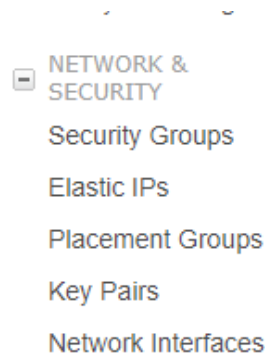 NETWORK &
SECURITY
Security Groups
Elastic IPs
Placement Groups
Key Pairs
Network Interfaces